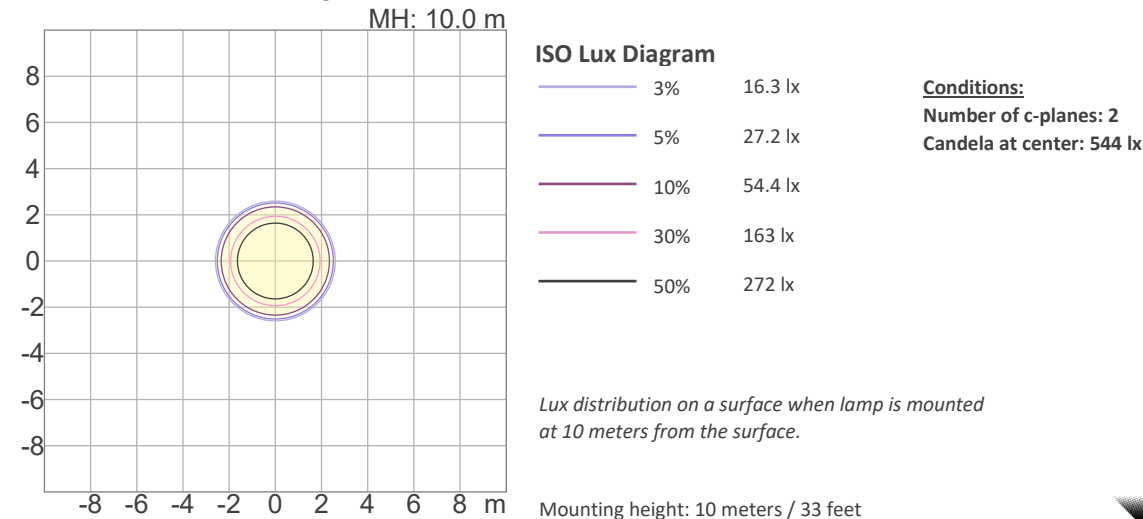 MH: 10.0 m
8
6
4
2
0
-2
-4
-6
-8
-8 -6 -4 -2 0 2 4 6 8 m
ISO Lux Diagram
3% 16.3 lx
5% 27.2 lx
10% 54.4 lx
30% 163 lx
50% 272 lx
Conditions:
Number of c-planes: 2
Candela at center: 544 lx
Lux distribution on a surface when lamp is mounted
at 10 meters from the surface.
Mounting height: 10 meters / 33 feet